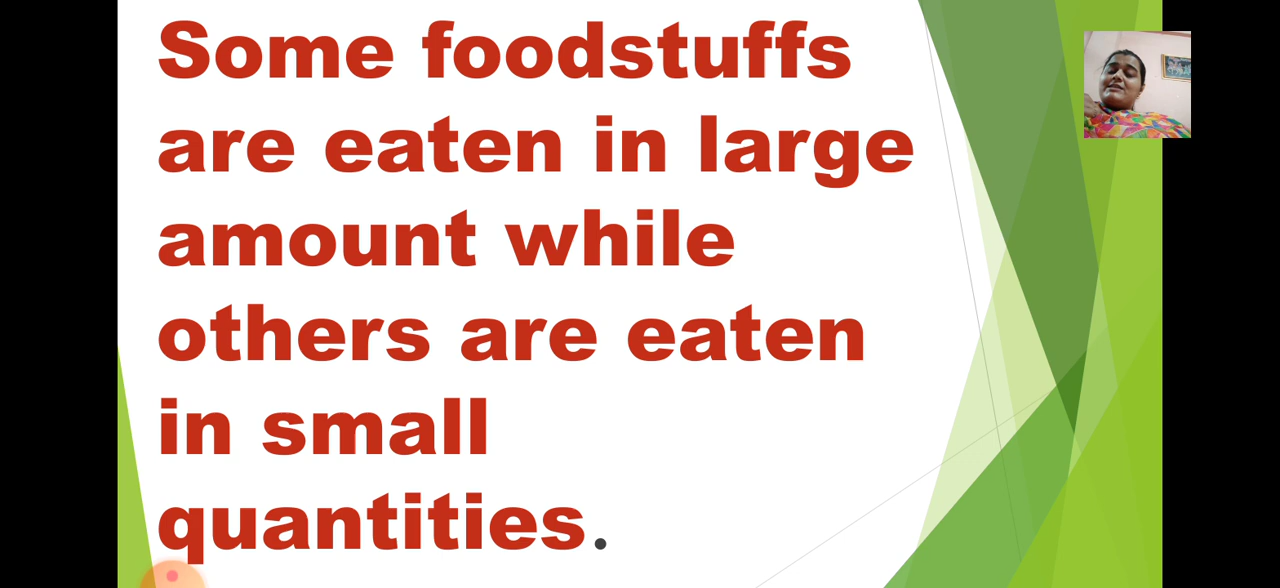 Some foodstuffs
are eaten in large
amount while
others are eaten
in small
quantities.